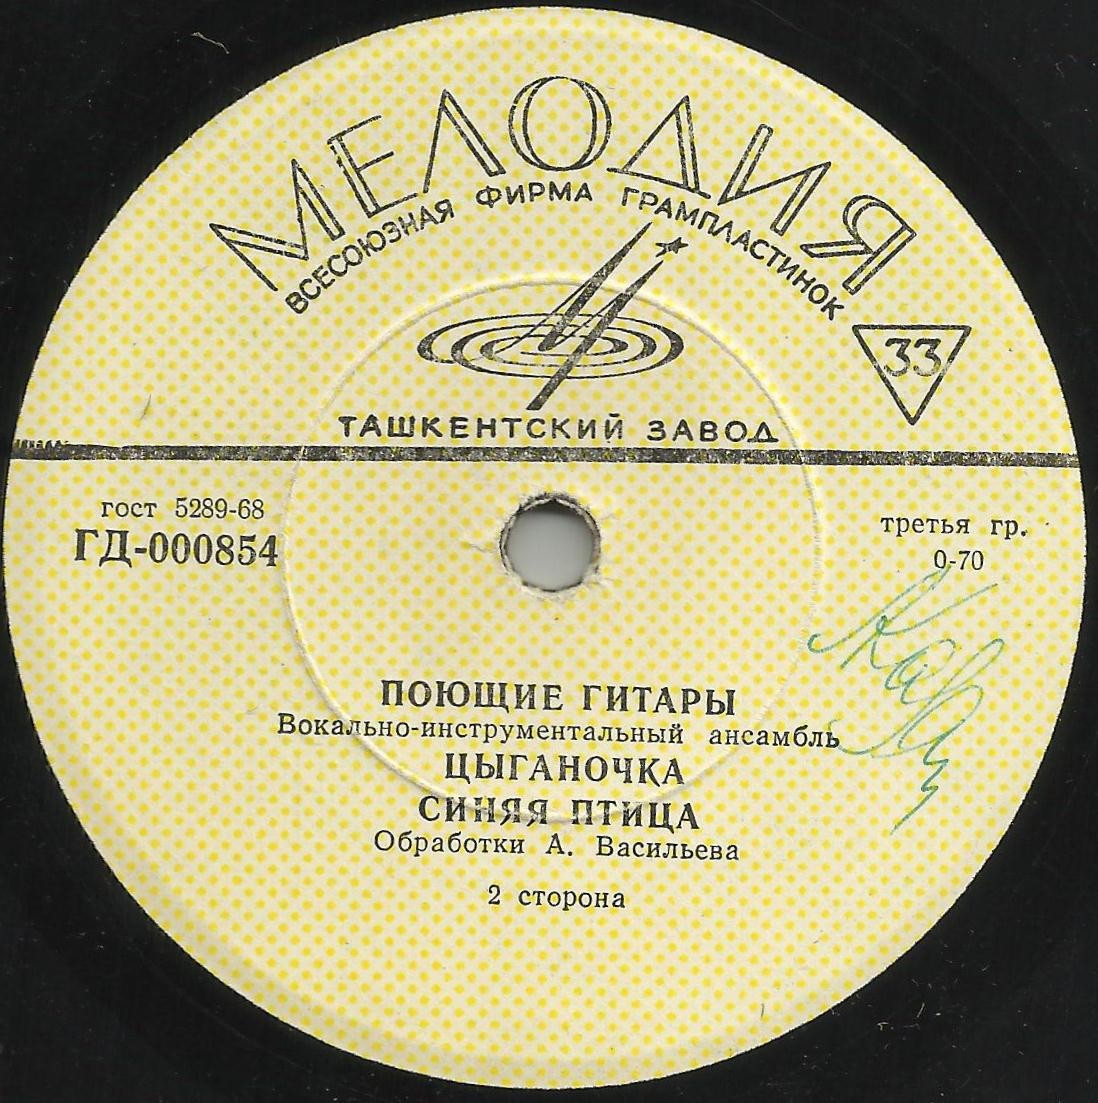 МЕЛОДИЯ
ВСЕСОЮЗНАЯ ФИРМА ГРАМПЛАСТИНОК
33
ТАШКЕНТСКИЙ ЗАВОД
гост 5289-68
ГД-000854
третья гр.
0-70
ПОЮЩИЕ ГИТАРЫ
Вокально-инструментальный ансамбль
ЦЫГАНОЧКА
СИНЯЯ ПТИЦА
Обработки А. Васильева
2 сторона